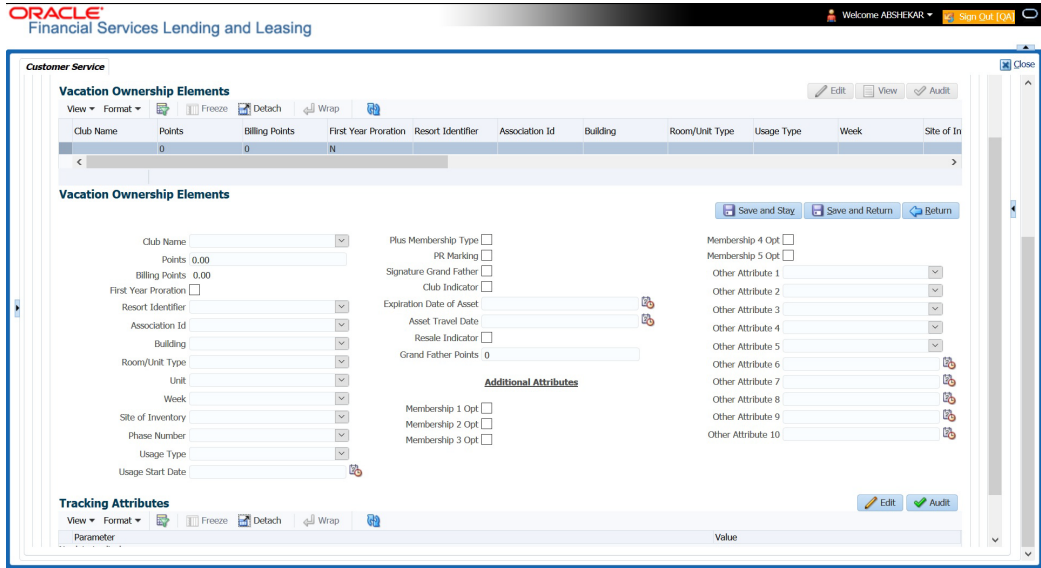 ORACLE
Financial Services Lending and Leasing
Welcome ABSHEKAR
Sign Out [QA
Customer Service
Close
Vacation Ownership Elements
Edit View Audit
View Format Freeze Detach Wrap
Club Name Points Billing Points First Year Proration Resort Identifier Association Id Building Room/Unit Type Usage Type Week Site of In
0 0 N
Vacation Ownership Elements
Save and Stay Save and Return Return
Club Name
Points 0.00
Billing Points 0.00
First Year Proration
Resort Identifier
Association Id
Building
Room/Unit Type
Unit
Week
Site of Inventory
Phase Number
Usage Type
Usage Start Date
Plus Membership Type
PR Marking
Signature Grand Father
Club Indicator
Expiration Date of Asset
Asset Travel Date
Resale Indicator
Grand Father Points 0
Additional Attributes
Membership 1 Opt
Membership 2 Opt
Membership 3 Opt
Membership 4 Opt
Membership 5 Opt
Other Attribute 1
Other Attribute 2
Other Attribute 3
Other Attribute 4
Other Attribute 5
Other Attribute 6
Other Attribute 7
Other Attribute 8
Other Attribute 9
Other Attribute 10
Tracking Attributes
Edit Audit
View Format Freeze Detach Wrap
Parameter Value